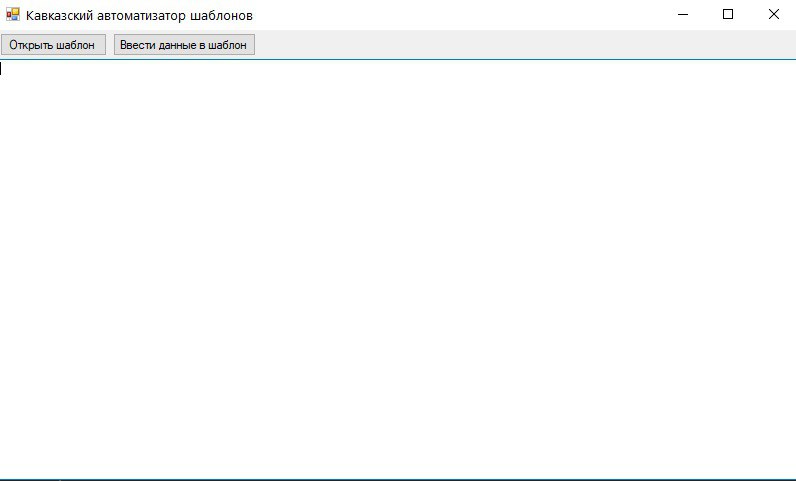 Кавказский автоматизатор шаблонов
Открыть шаблон Ввести данные в шаблон